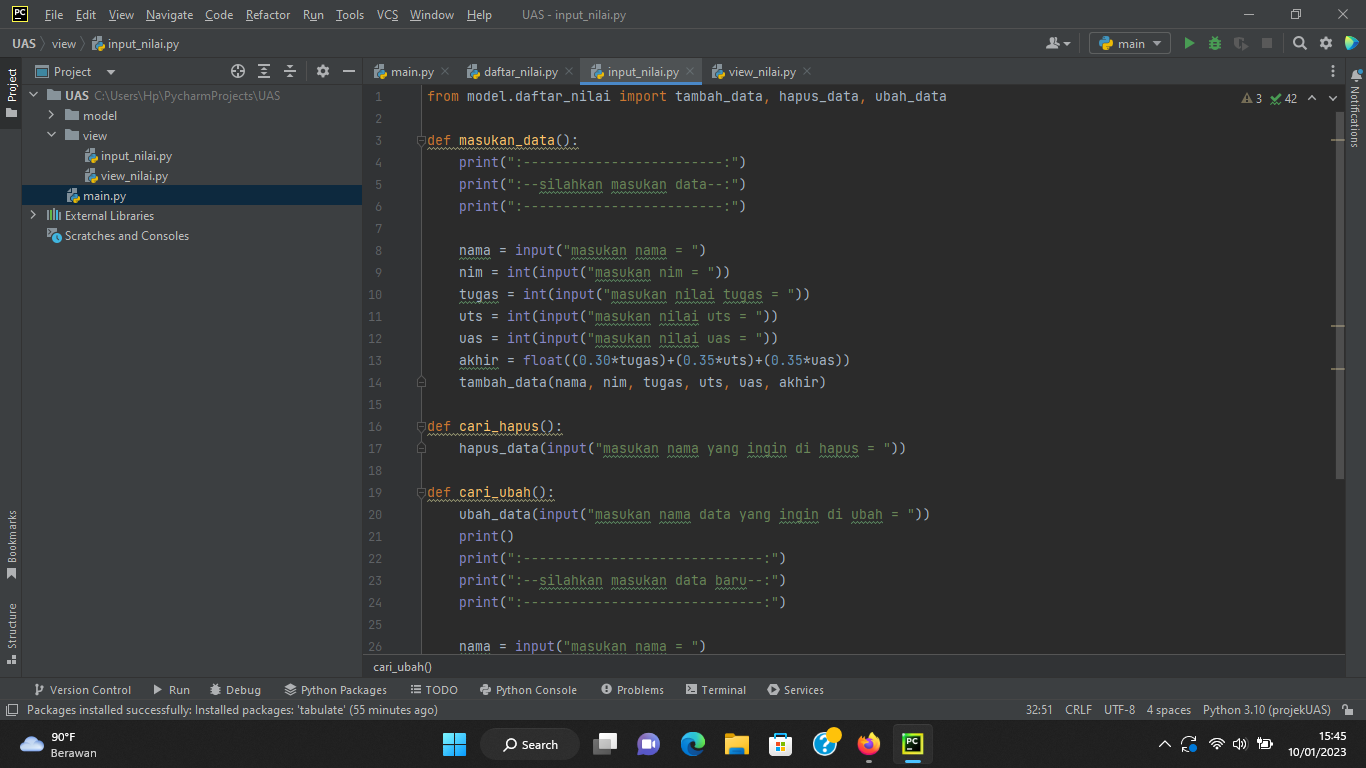 PC File Edit View Navigate Code Refactor Run Tools VCS Window Help UAS - input_nilai.py
UAS view input_nilai.py main
Project
Project
main.py daftar_nilai.py input_nilai.py view_nilai.py
UAS C:\Users\Hp\PycharmProjects\UAS
model
view
input_nilai.py
view_nilai.py
main.py
External Libraries
Scratches and Consoles
Bookmarks
Structure
Notifications
3 42
1 from model.daftar_nilai import tambah_data, hapus_data, ubah_data
2
3 def masukan_data():
4 print(":-------------------------:")
5 print(":--silahkan masukan data--:")
6 print(":-------------------------:")
7
8 nama = input("masukan nama = ")
9 nim = int(input("masukan nim = "))
10 tugas = int(input("masukan nilai tugas = "))
11 uts = int(input("masukan nilai uts = "))
12 uas = int(input("masukan nilai uas = "))
13 akhir = float((0.30*tugas)+(0.35*uts)+(0.35*uas))
14 tambah_data(nama, nim, tugas, uts, uas, akhir)
15
16 def cari_hapus():
17 hapus_data(input("masukan nama yang ingin di hapus = "))
18
19 def cari_ubah():
20 ubah_data(input("masukan nama data yang ingin di ubah = "))
21 print()
22 print(":------------------------------:")
23 print(":--silahkan masukan data baru--:")
24 print(":------------------------------:")
25
26 nama = input("masukan nama = ")
cari_ubah()
Version Control Run Debug Python Packages TODO Python Console Problems Terminal Services
Packages installed successfully: Installed packages: 'tabulate' (55 minutes ago) 32:51 CRLF UTF-8 4 spaces Python 3.10 (projekUAS)
90°F
Berawan
Search
PC
15:45
10/01/2023